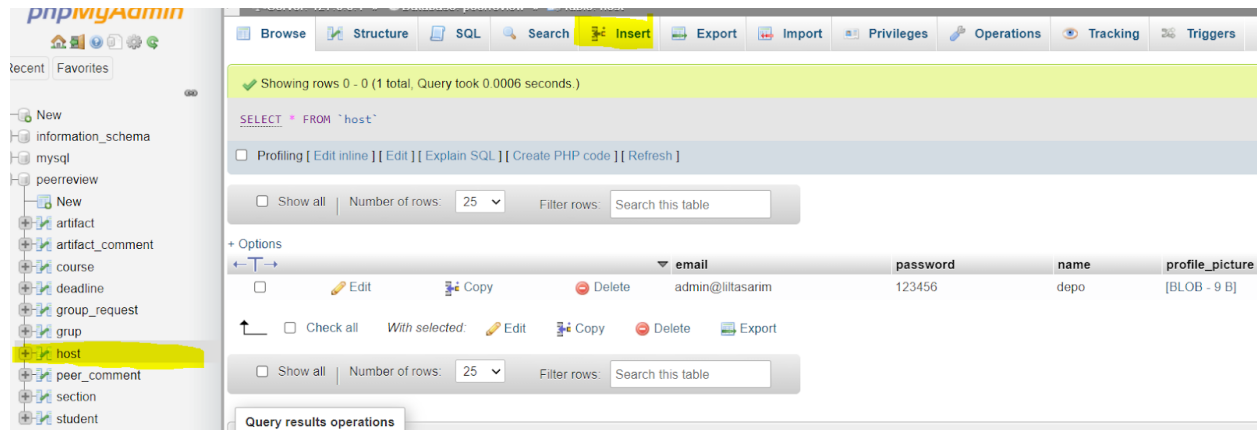 phpMyAdmin
Recent Favorites
New
information_schema
mysql
peerreview
New
artifact
artifact_comment
course
deadline
group_request
grup
host
peer_comment
section
student
Browse Structure SQL Search Insert Export Import Privileges Operations Tracking Triggers
Showing rows 0 - 0 (1 total, Query took 0.0006 seconds.)
SELECT * FROM `host`
Profiling [ Edit inline ] [ Edit ] [ Explain SQL ] [ Create PHP code ] [ Refresh ]
Show all | Number of rows: 25 Filter rows: Search this table
+ Options
←T→ email password name profile_picture
Edit Copy Delete admin@liltasarim 123456 depo [BLOB - 9 B]
Check all With selected: Edit Copy Delete Export
Show all | Number of rows: 25 Filter rows: Search this table
Query results operations